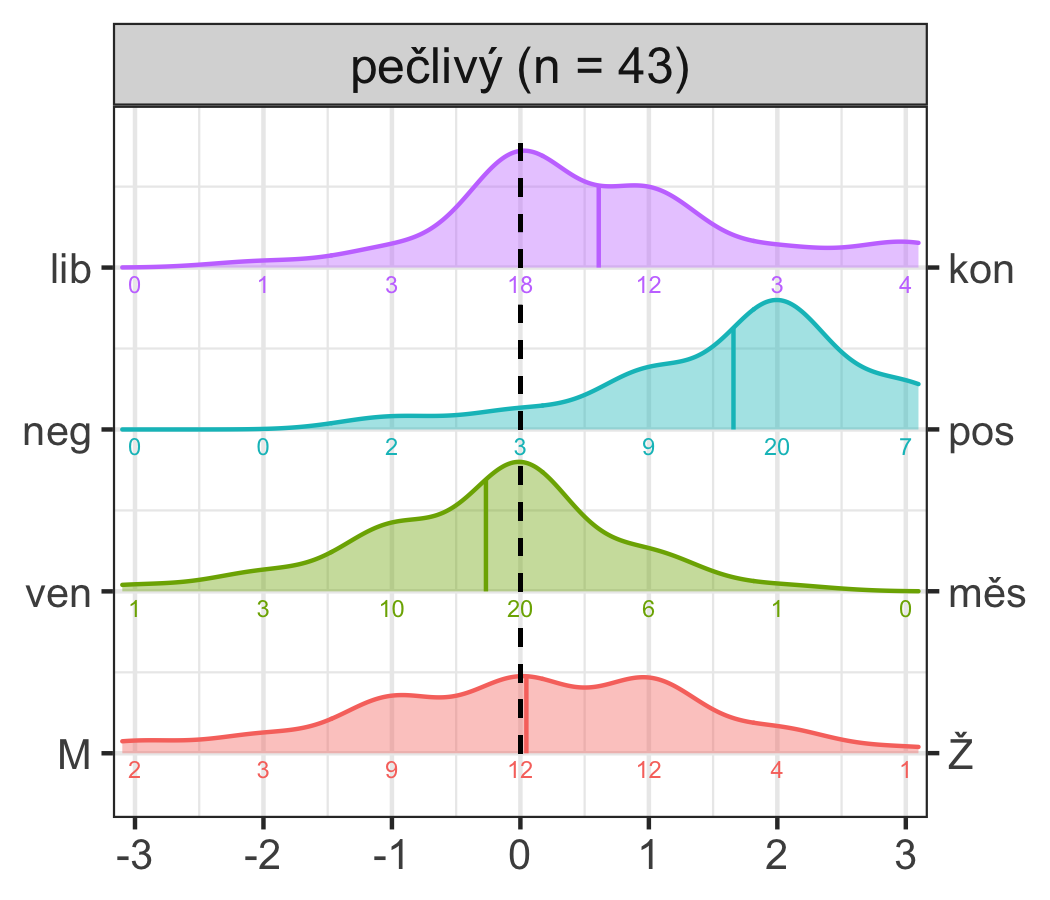 pečlivý (n = 43)
lib kon
0 1 3 18 12 3 4
neg pos
0 0 2 3 9 20 7
ven měs
1 3 10 20 6 1 0
M Ž
2 3 9 12 12 4 1
-3 -2 -1 0 1 2 3